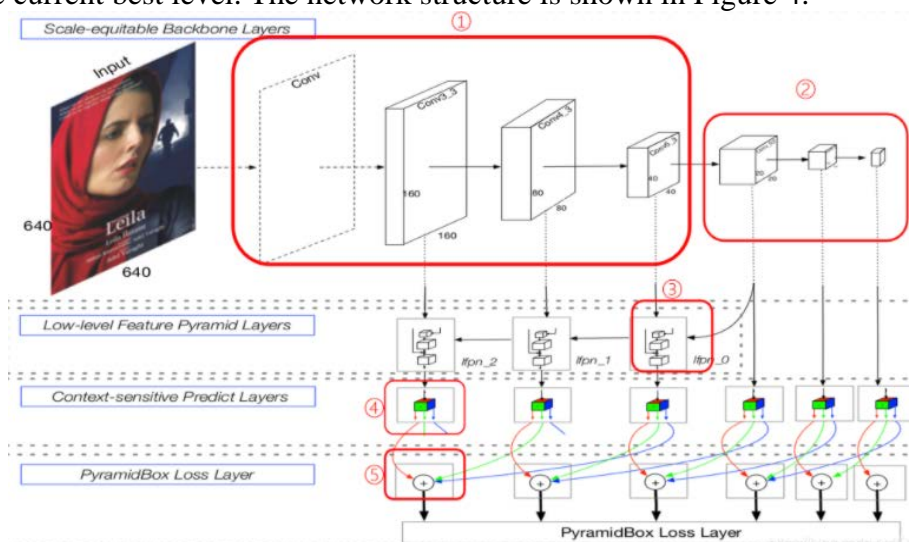 e current best level. The network structure is shown in Figure 4.
Scale-equitable Backbone Layers
①
②
Input
Conv
Conv3_3
Conv4_3
640
640
Leila
160
160
80
80
40
40
20
20
③
Low-level Feature Pyramid Layers
lfpn_2
lfpn_1
lfpn_0
Context-sensitive Predict Layers
④
PyramidBox Loss Layer
⑤
PyramidBox Loss Layer